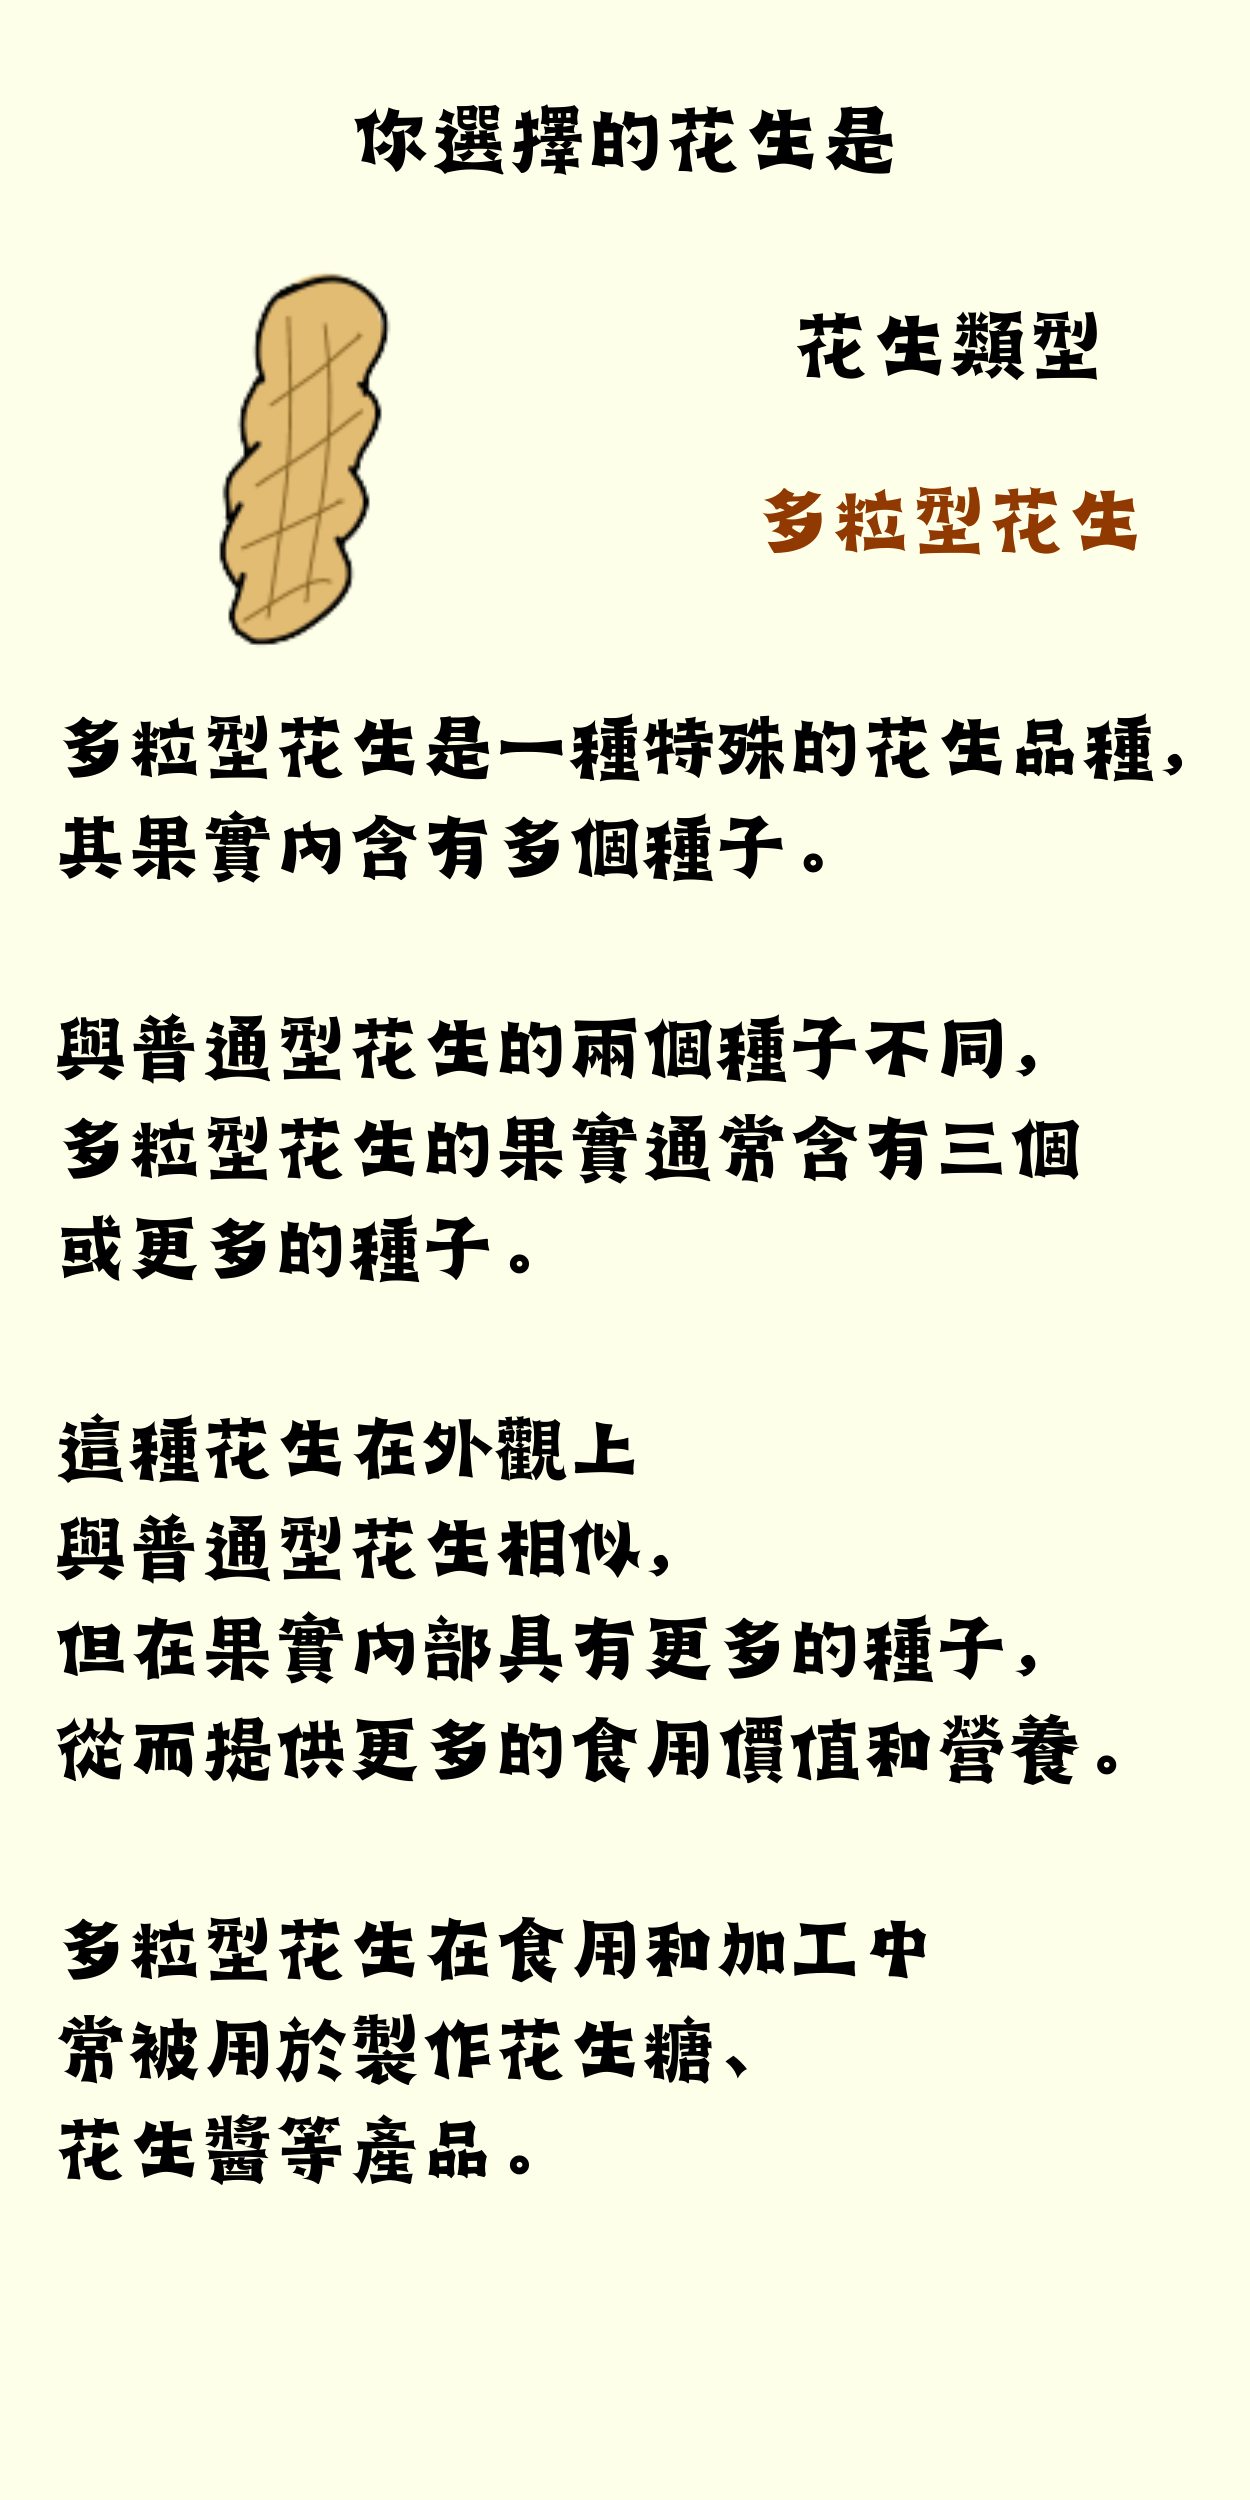 你選擇的花生是
花生類型
多粒型花生
多粒型花生是一種特殊的花生品種，
其果實內含有多個種子。
與普通型花生的兩個種子不同，
多粒型花生的果實通常含有三個
或更多的種子。
這種花生在外觀上
與普通型花生相似，
但在果實內部具有更多的種子，
從而提供更多的食用價值和營養。
多粒型花生在食用和加工中
常被用於製作花生糖、
花生醬等產品。